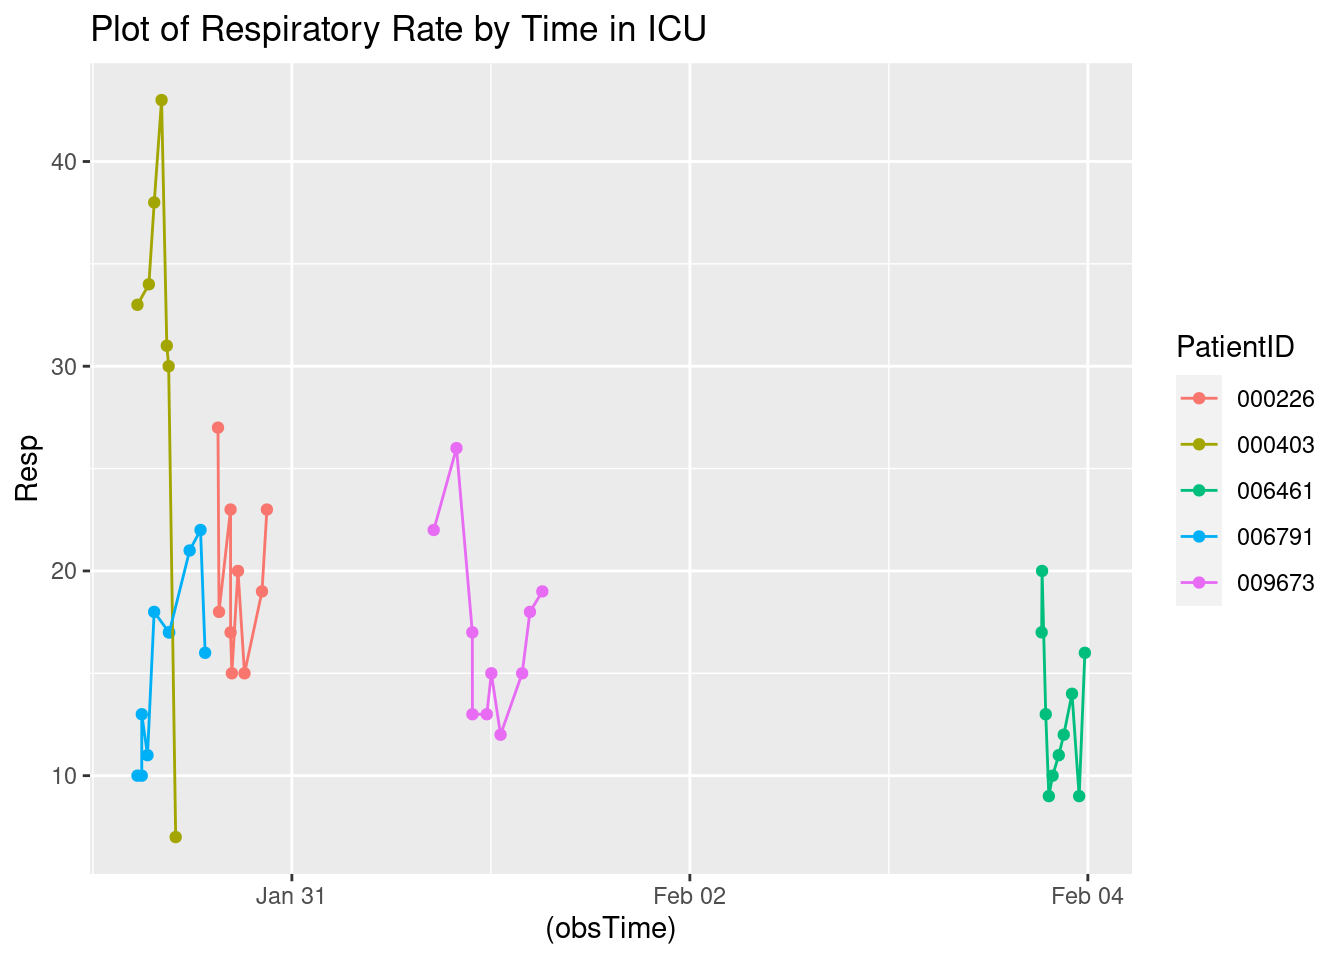 Plot of Respiratory Rate by Time in ICU
Resp
40
30
20
10
Jan 31
Feb 02
Feb 04
(obsTime)
PatientID
000226
000403
006461
006791
009673